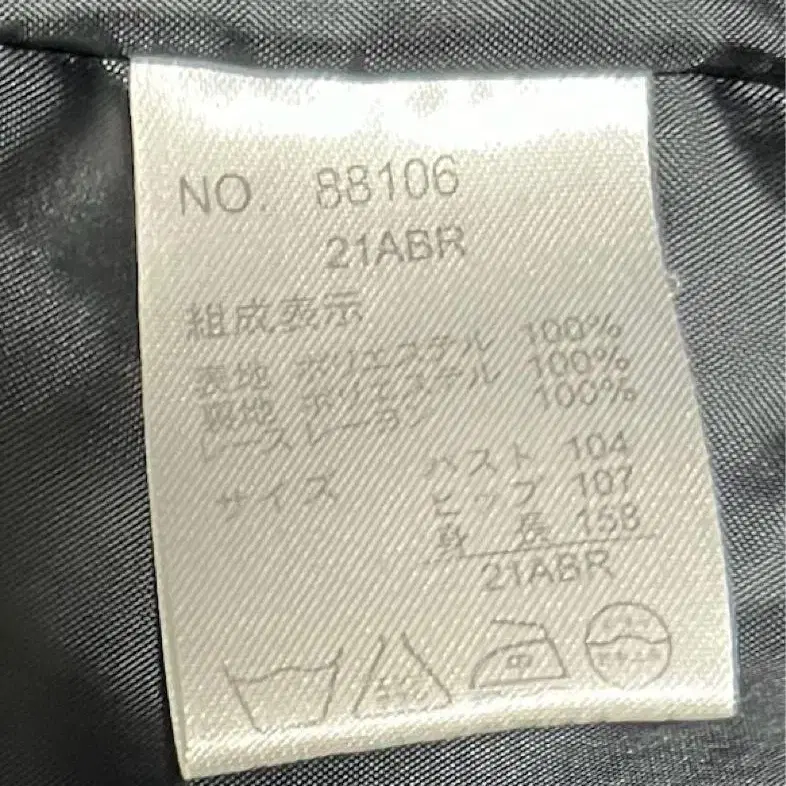 NO. 88106
21ABR
組成表示
表地 ポリエステル 100%
裏地 ポリエステル 100%
レース レーヨン 100%
サイズ バスト 104
ヒップ 107
身 長 158
21ABR
中